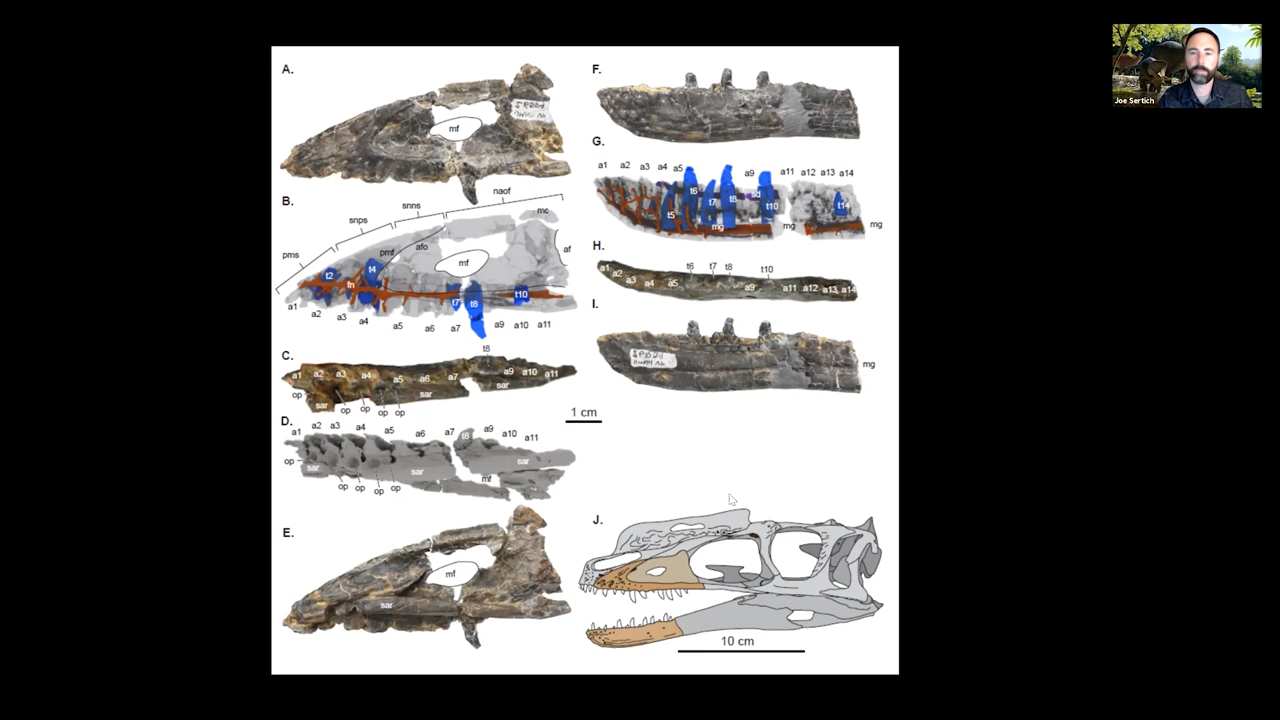 Joe Sertich
A.
mf
B.
naof
snns
snps
pms
mc
pmf
afo
mf
af
t2
t4
fn
t7
t8
t10
a1
a2
a3
a4
a5
a6
a7
a9
a10
a11
C.
t8
a1
a2
a3
a4
a5
a6
a7
a9
a10
a11
op
sar
op
op
op
op
sar
sar
1 cm
D.
a1
a2
a3
a4
a5
a6
a7
t8
a9
a10
a11
op
sar
sar
sar
mf
op
op
op
op
E.
mf
sar
F.
G.
a1
a2
a3
a4
a5
a9
a11
a12
a13
a14
t5
t6
t7
t8
t10
t14
mg
mg
mg
H.
t6
t7
t8
t10
a1
a2
a3
a4
a5
a9
a11
a12
a13
a14
I.
mg
J.
10 cm